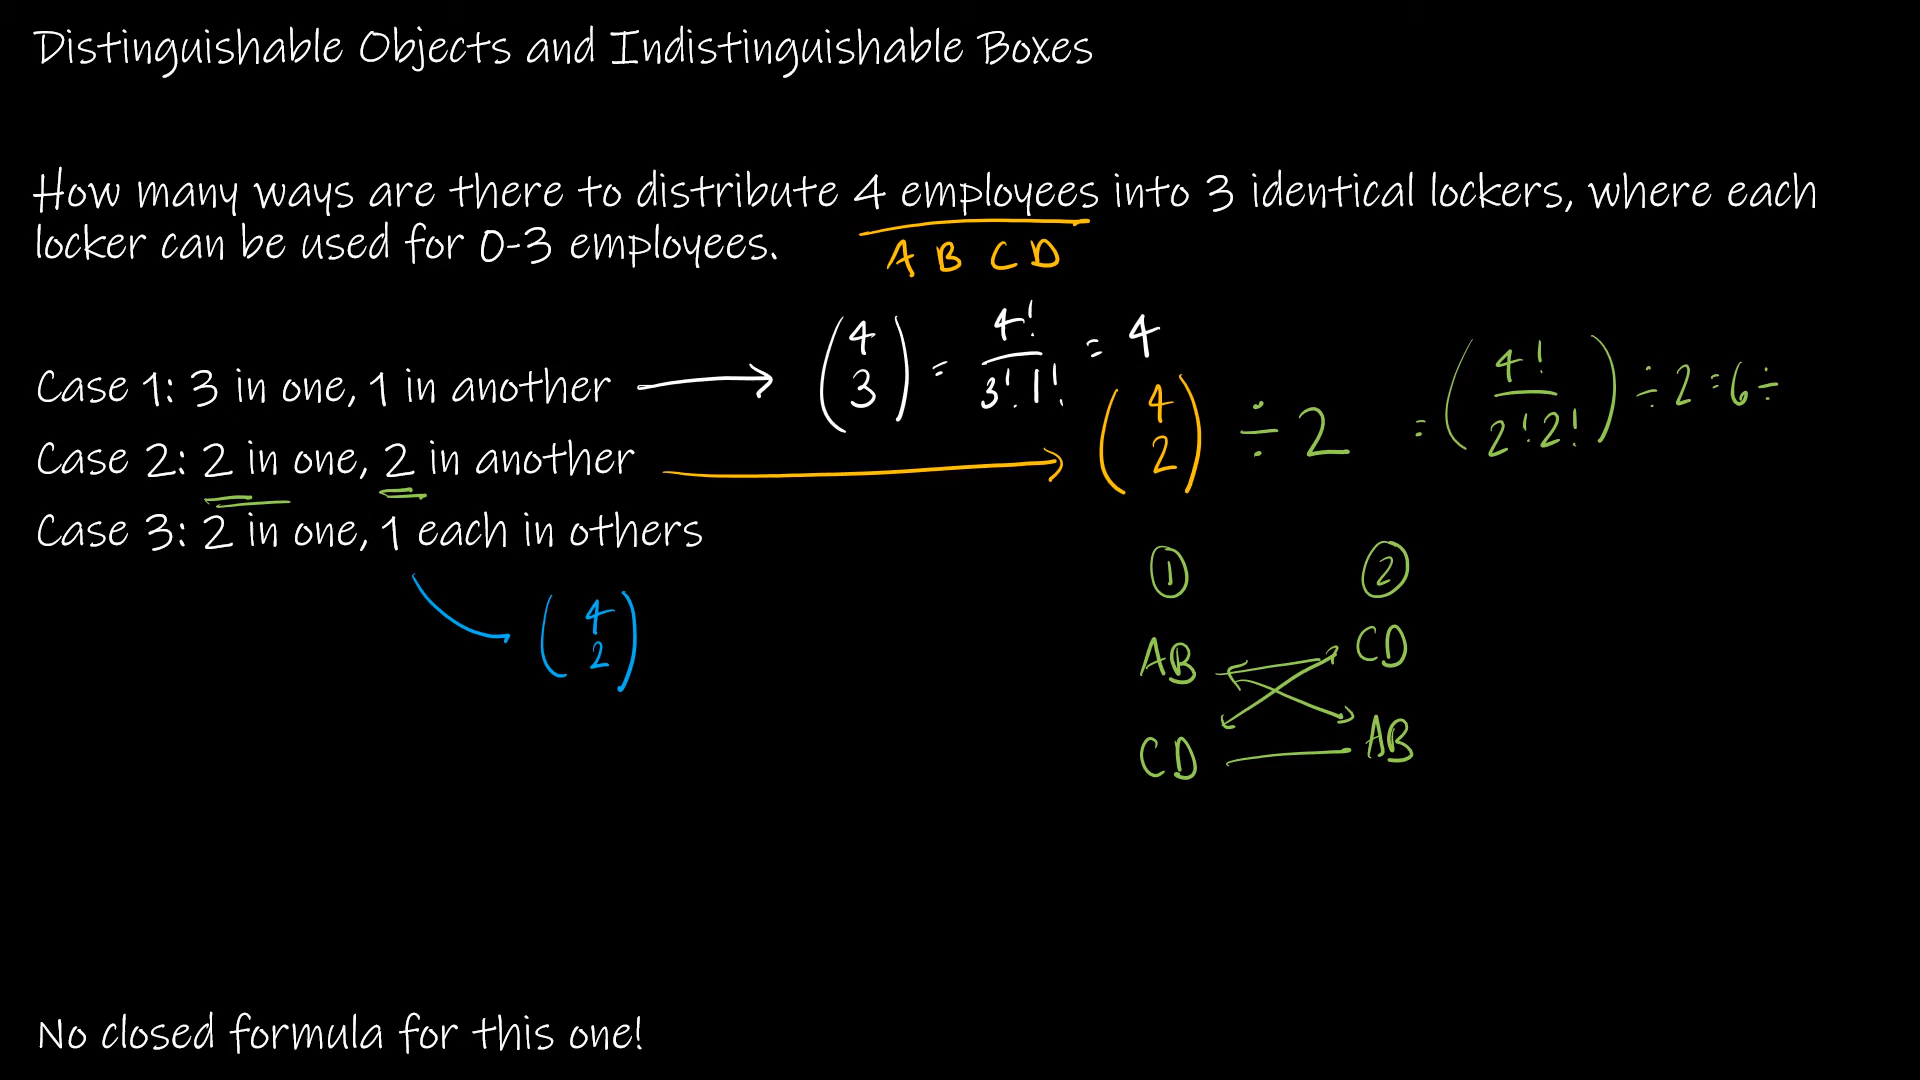 Distinguishable Objects and Indistinguishable Boxes
How many ways are there to distribute 4 employees into 3 identical lockers, where each
locker can be used for 0-3 employees.
A B C D
Case 1: 3 in one, 1 in another → (4 3) = 4!/3!1! = 4
Case 2: 2 in one, 2 in another → (4 2) ÷ 2 = (4!/2!2!) ÷ 2 = 6 ÷
Case 3: 2 in one, 1 each in others
(4 2)
① ②
AB CD
CD AB
No closed formula for this one!